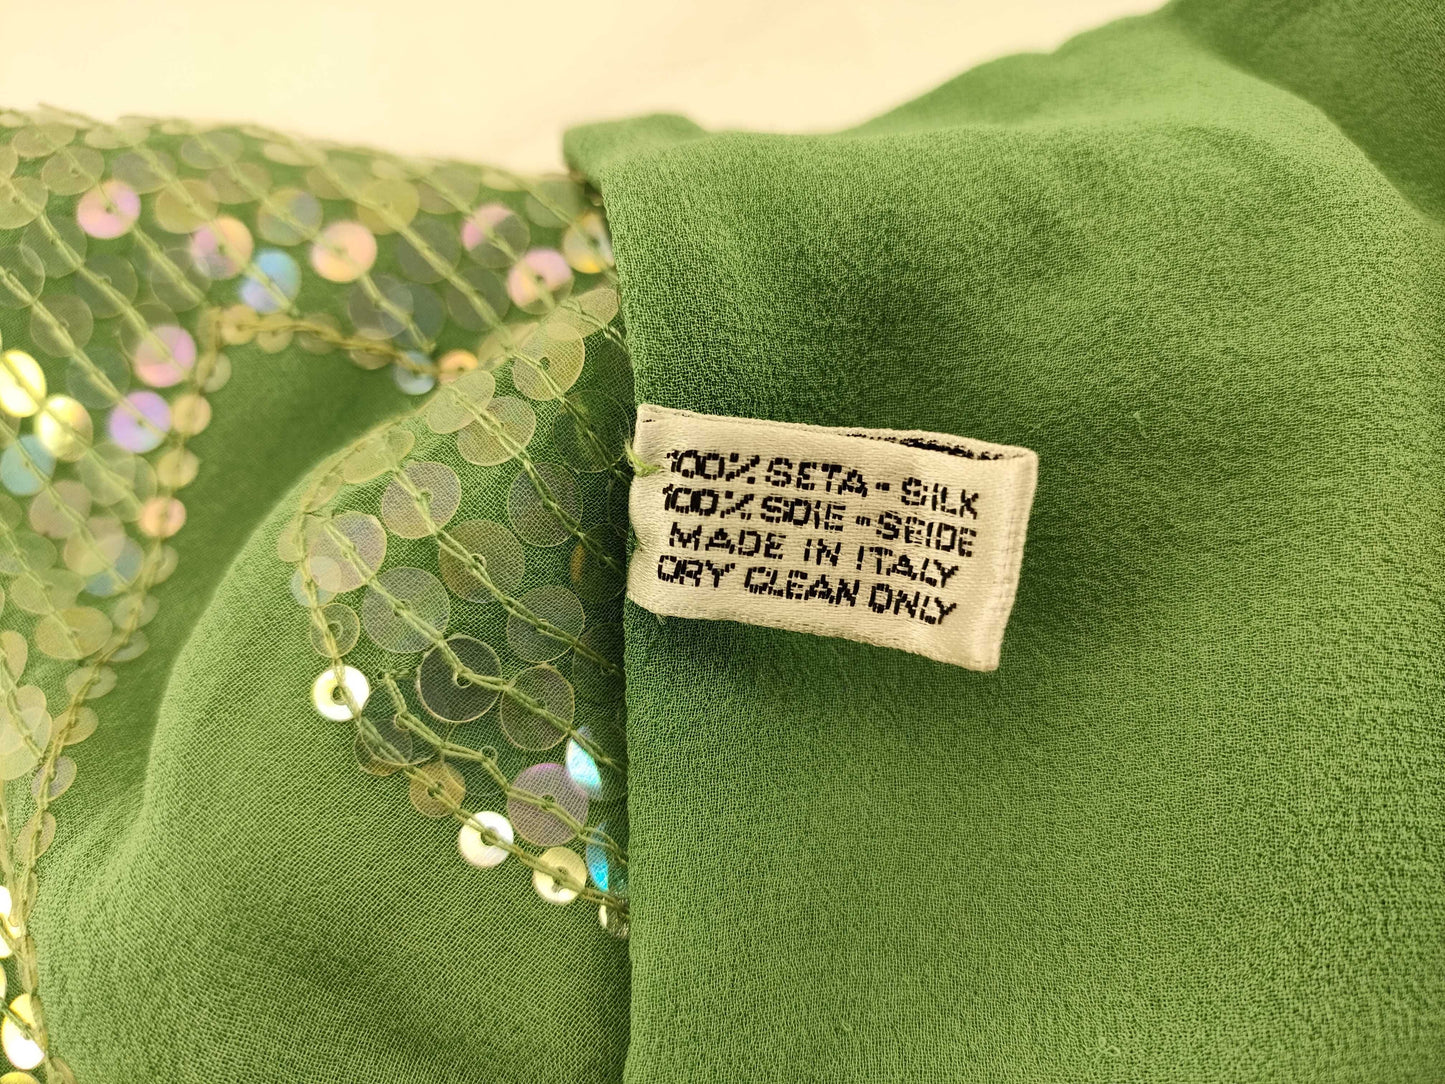 100% SETA - SILK
100% SOIE - SEIDE
MADE IN ITALY
DRY CLEAN ONLY